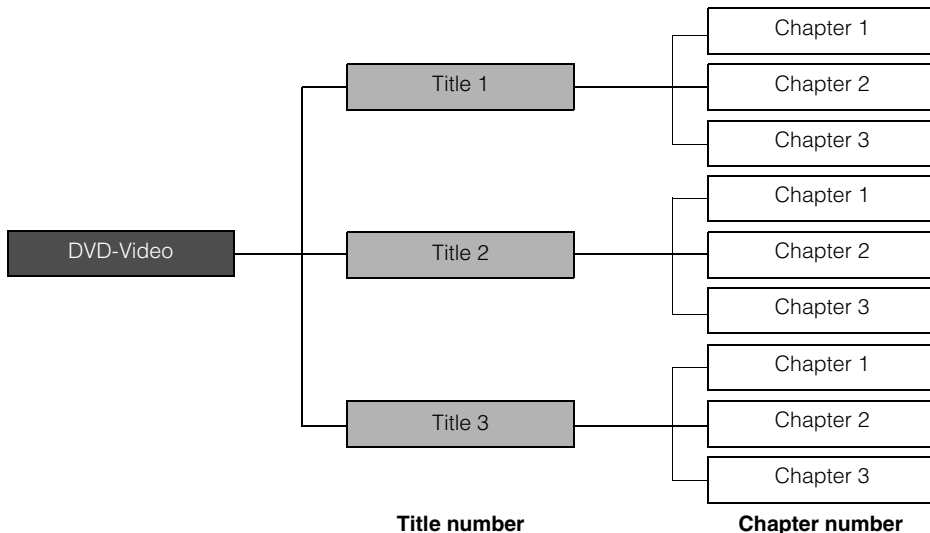 Chapter 1
Title 1
Chapter 2
Chapter 3
Chapter 1
DVD-Video
Title 2
Chapter 2
Chapter 3
Chapter 1
Title 3
Chapter 2
Chapter 3
Title number
Chapter number